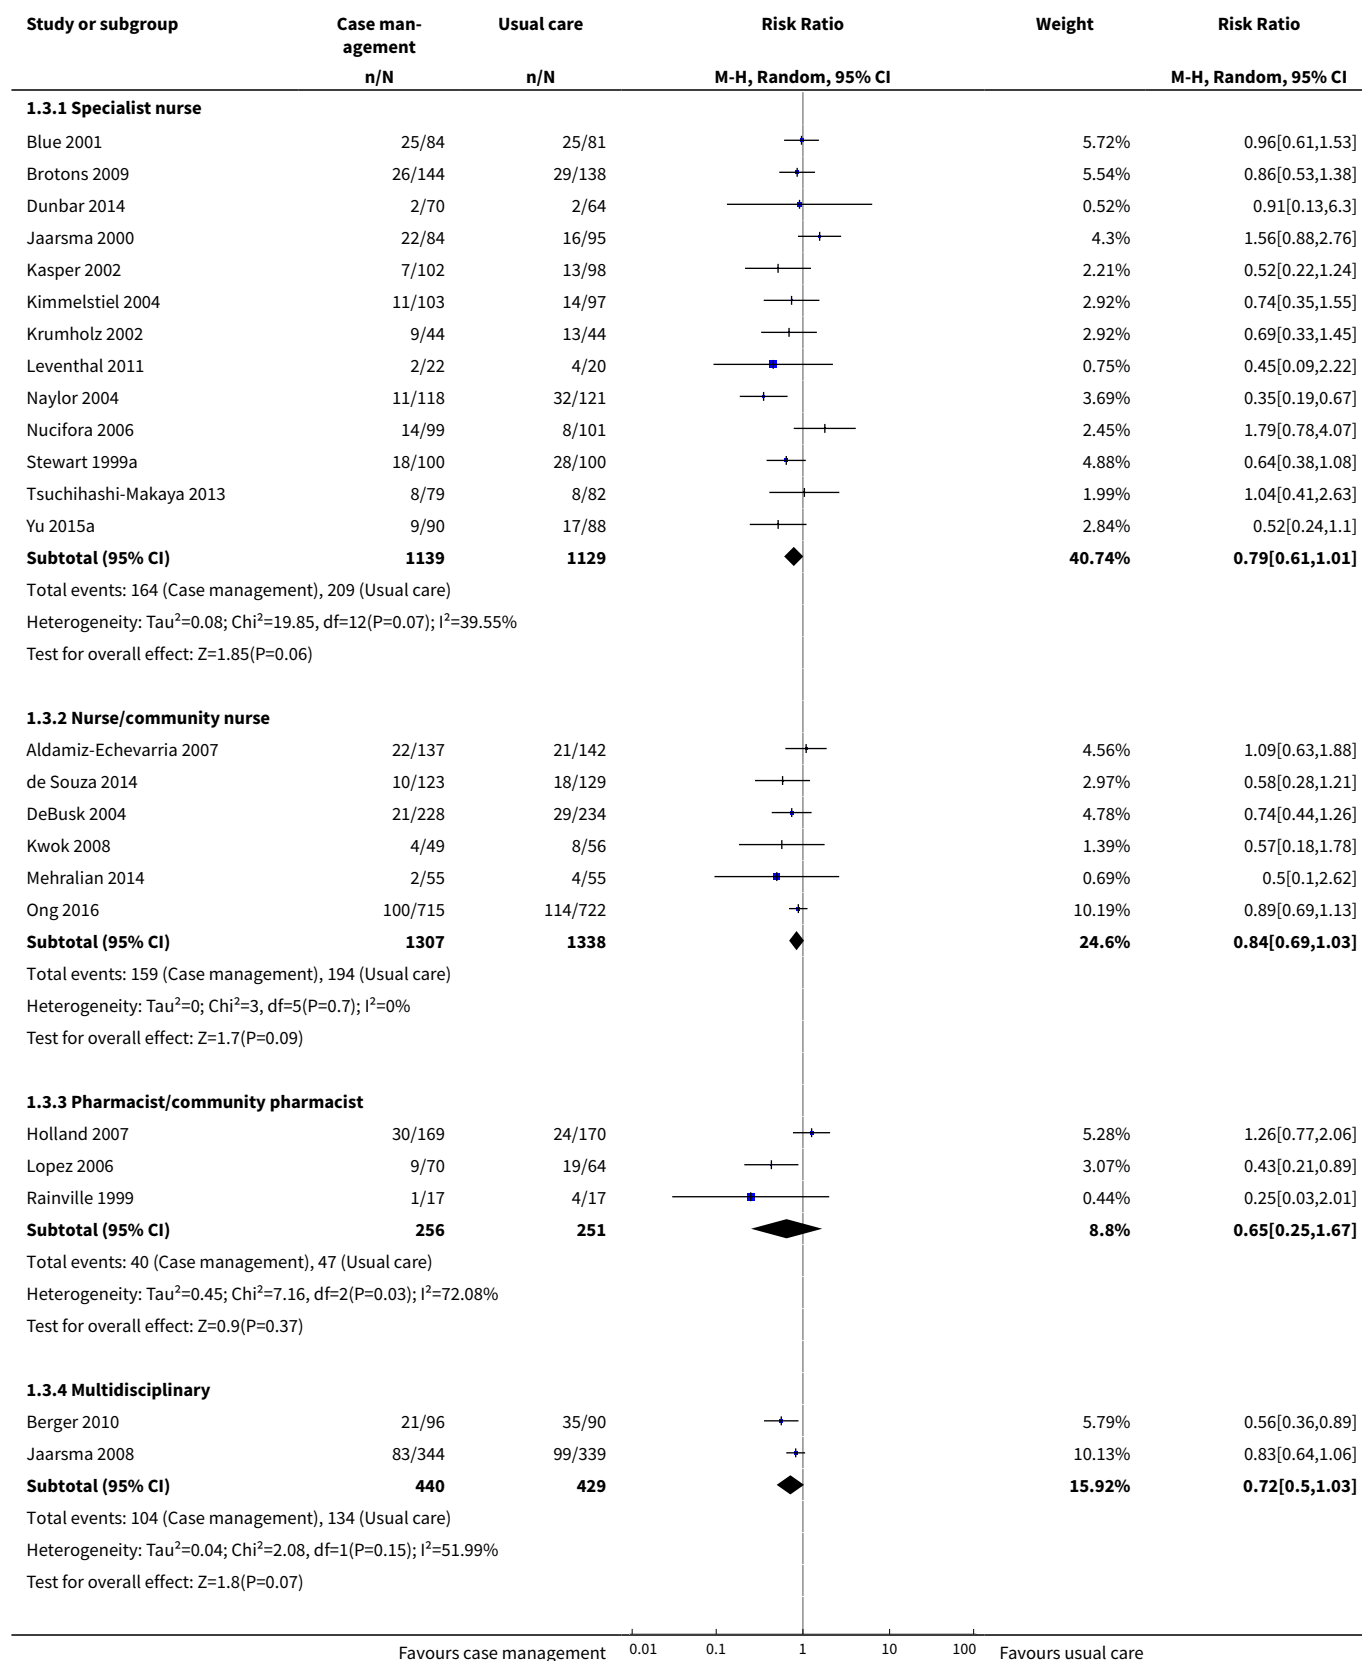 Study or subgroup Case man- Usual care Risk Ratio Weight Risk Ratio
agement
n/N n/N M-H, Random, 95% CI M-H, Random, 95% CI
1.3.1 Specialist nurse
Blue 2001 25/84 25/81 5.72% 0.96[0.61,1.53]
Brotons 2009 26/144 29/138 5.54% 0.86[0.53,1.38]
Dunbar 2014 2/70 2/64 0.52% 0.91[0.13,6.3]
Jaarsma 2000 22/84 16/95 4.3% 1.56[0.88,2.76]
Kasper 2002 7/102 13/98 2.21% 0.52[0.22,1.24]
Kimmelstiel 2004 11/103 14/97 2.92% 0.74[0.35,1.55]
Krumholz 2002 9/44 13/44 2.92% 0.69[0.33,1.45]
Leventhal 2011 2/22 4/20 0.75% 0.45[0.09,2.22]
Naylor 2004 11/118 32/121 3.69% 0.35[0.19,0.67]
Nucifora 2006 14/99 8/101 2.45% 1.79[0.78,4.07]
Stewart 1999a 18/100 28/100 4.88% 0.64[0.38,1.08]
Tsuchihashi-Makaya 2013 8/79 8/82 1.99% 1.04[0.41,2.63]
Yu 2015a 9/90 17/88 2.84% 0.52[0.24,1.1]
Subtotal (95% CI) 1139 1129 40.74% 0.79[0.61,1.01]
Total events: 164 (Case management), 209 (Usual care)
Heterogeneity: Tau²=0.08; Chi²=19.85, df=12(P=0.07); I²=39.55%
Test for overall effect: Z=1.85(P=0.06)
1.3.2 Nurse/community nurse
Aldamiz-Echevarria 2007 22/137 21/142 4.56% 1.09[0.63,1.88]
de Souza 2014 10/123 18/129 2.97% 0.58[0.28,1.21]
DeBusk 2004 21/228 29/234 4.78% 0.74[0.44,1.26]
Kwok 2008 4/49 8/56 1.39% 0.57[0.18,1.78]
Mehralian 2014 2/55 4/55 0.69% 0.5[0.1,2.62]
Ong 2016 100/715 114/722 10.19% 0.89[0.69,1.13]
Subtotal (95% CI) 1307 1338 24.6% 0.84[0.69,1.03]
Total events: 159 (Case management), 194 (Usual care)
Heterogeneity: Tau²=0; Chi²=3, df=5(P=0.7); I²=0%
Test for overall effect: Z=1.7(P=0.09)
1.3.3 Pharmacist/community pharmacist
Holland 2007 30/169 24/170 5.28% 1.26[0.77,2.06]
Lopez 2006 9/70 19/64 3.07% 0.43[0.21,0.89]
Rainville 1999 1/17 4/17 0.44% 0.25[0.03,2.01]
Subtotal (95% CI) 256 251 8.8% 0.65[0.25,1.67]
Total events: 40 (Case management), 47 (Usual care)
Heterogeneity: Tau²=0.45; Chi²=7.16, df=2(P=0.03); I²=72.08%
Test for overall effect: Z=0.9(P=0.37)
1.3.4 Multidisciplinary
Berger 2010 21/96 35/90 5.79% 0.56[0.36,0.89]
Jaarsma 2008 83/344 99/339 10.13% 0.83[0.64,1.06]
Subtotal (95% CI) 440 429 15.92% 0.72[0.5,1.03]
Total events: 104 (Case management), 134 (Usual care)
Heterogeneity: Tau²=0.04; Chi²=2.08, df=1(P=0.15); I²=51.99%
Test for overall effect: Z=1.8(P=0.07)
Favours case management 0.01 0.1 1 10 100 Favours usual care